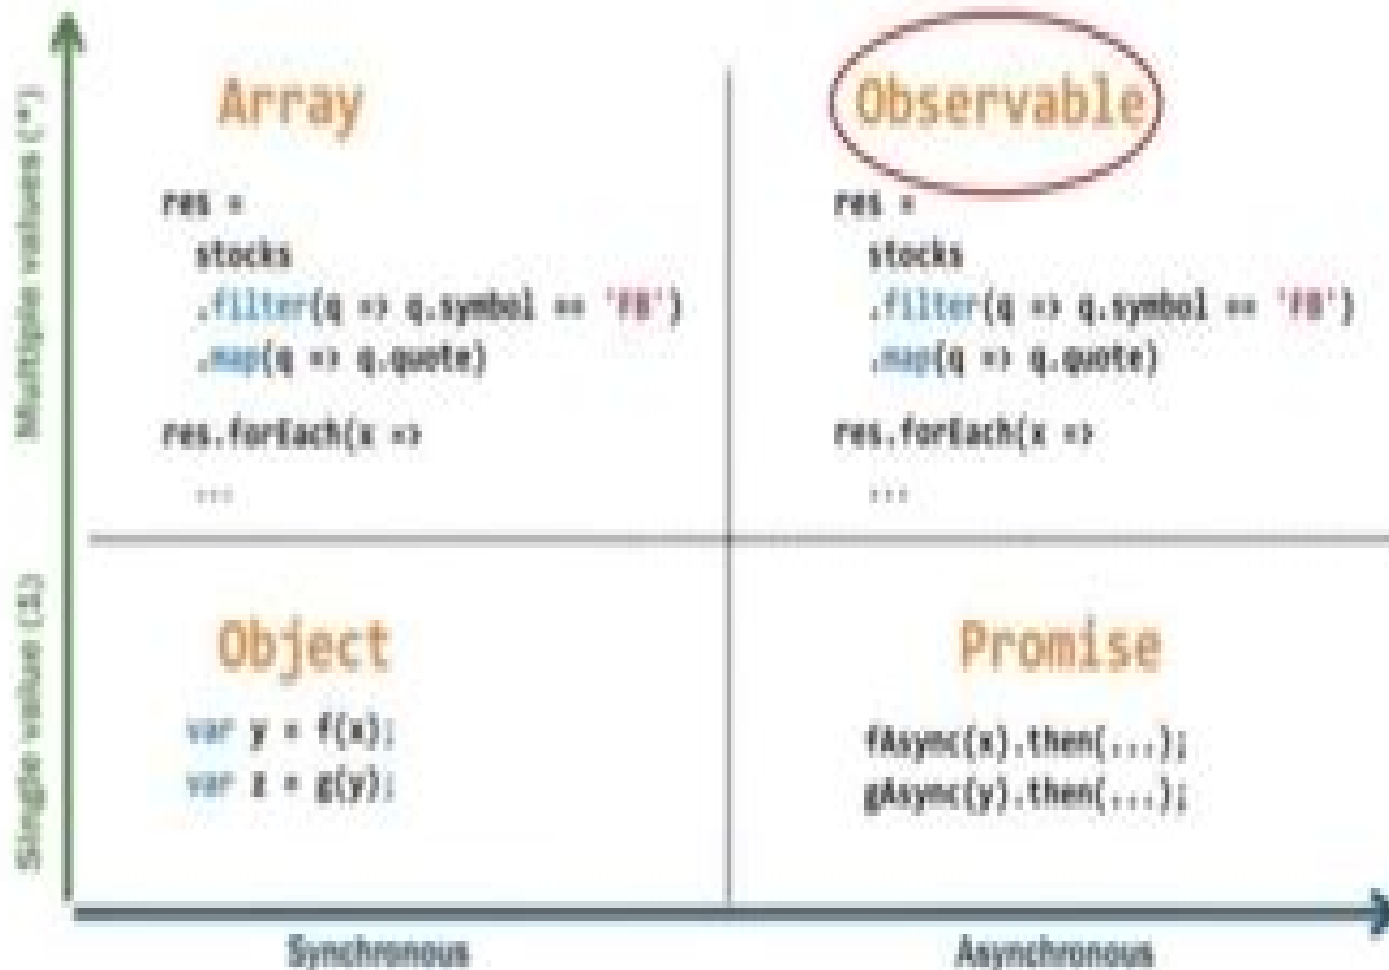 Multiple values (*)
Array
res =
stocks
.filter(q => q.symbol == 'FB')
.map(q => q.quote)
res.forEach(x =>
...
Observable
res =
stocks
.filter(q => q.symbol == 'FB')
.map(q => q.quote)
res.forEach(x =>
...
Single value (1)
Object
var y = f(x);
var z = g(y);
Promise
fAsync(x).then(...);
gAsync(y).then(...);
Synchronous
Asynchronous